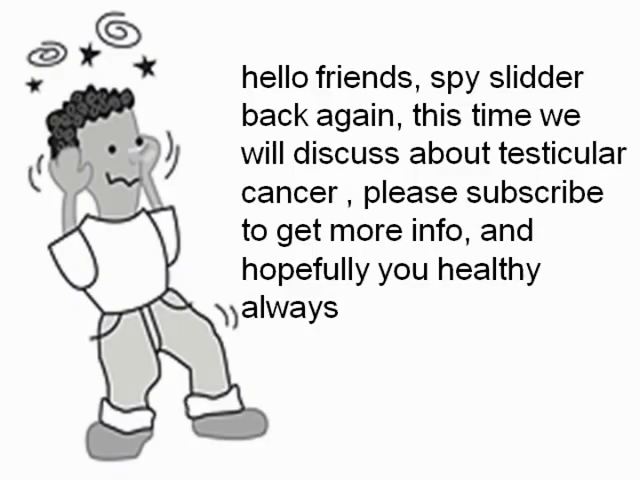 hello friends, spy slidder
back again, this time we
will discuss about testicular
cancer , please subscribe
to get more info, and
hopefully you healthy
always